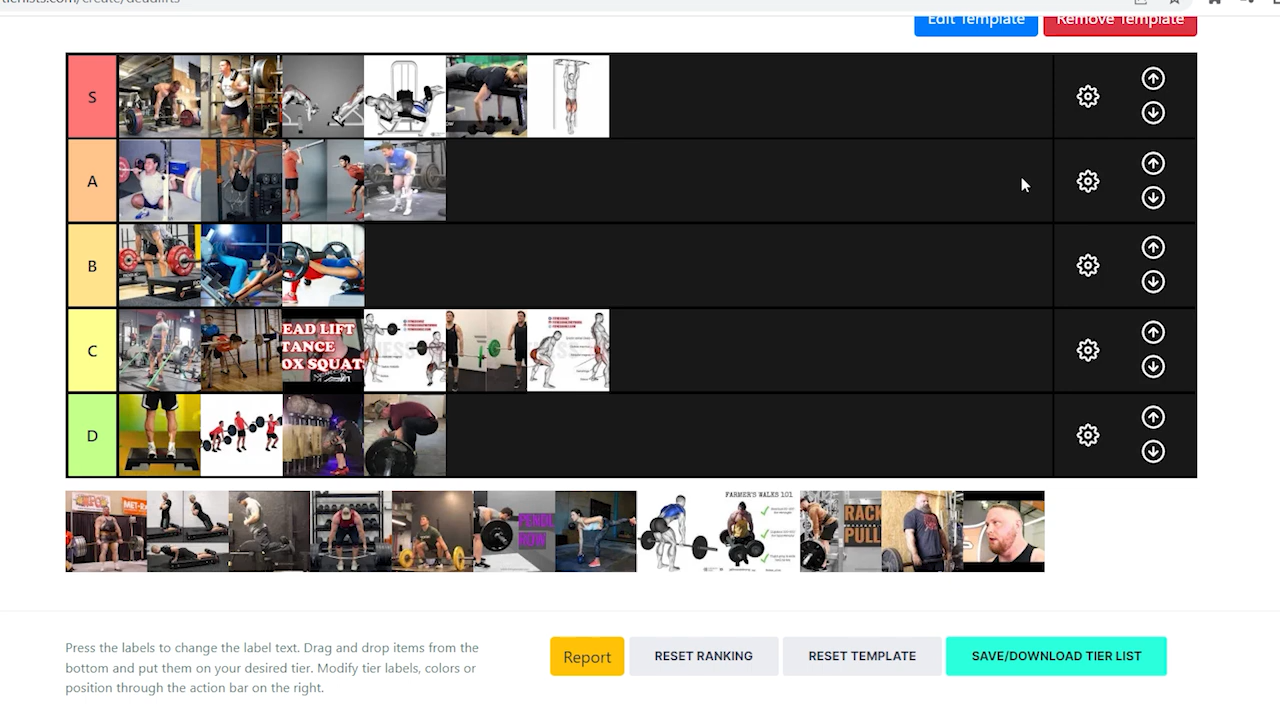 Edit Template
Remove Template
S
A
B
C
EAD LIFT
TANCE
OX SQUAT
D
MET-Rx
FARMER'S WALKS 101
RACK
PULL
ROW
Press the labels to change the label text. Drag and drop items from the
bottom and put them on your desired tier. Modify tier labels, colors or
position through the action bar on the right.
Report
RESET RANKING
RESET TEMPLATE
SAVE/DOWNLOAD TIER LIST